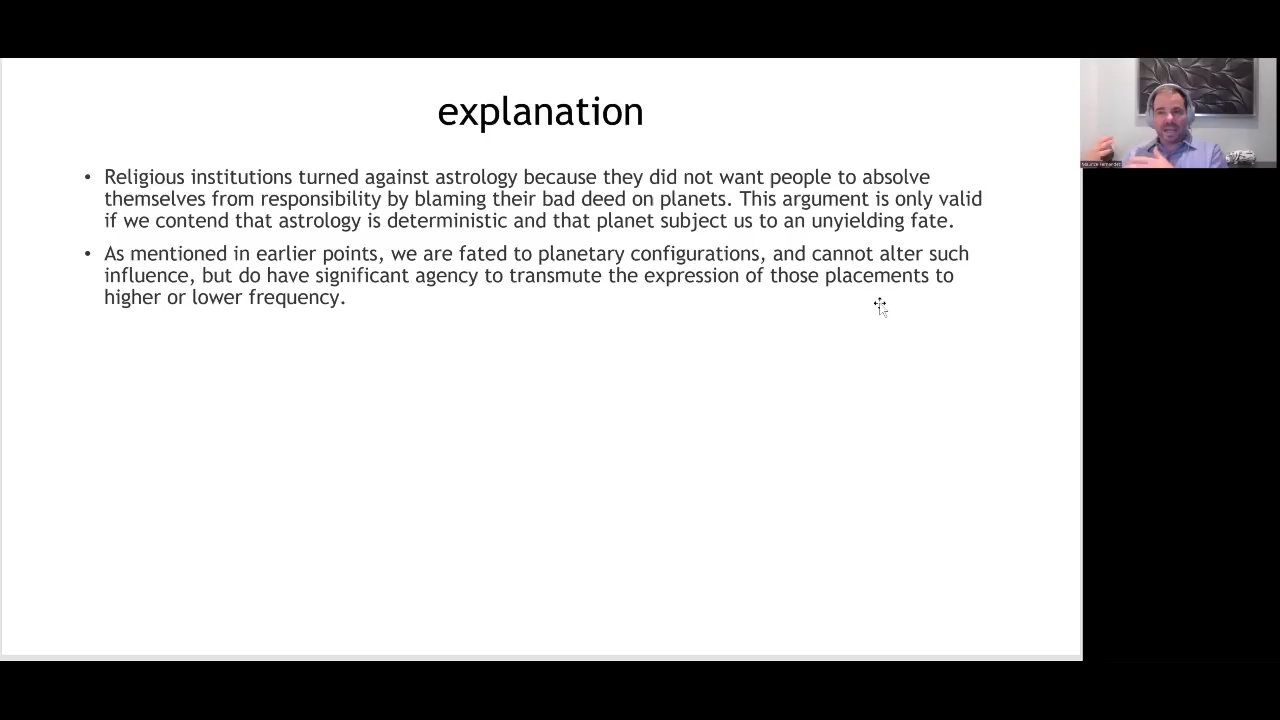 explanation
• Religious institutions turned against astrology because they did not want people to absolve
themselves from responsibility by blaming their bad deed on planets. This argument is only valid
if we contend that astrology is deterministic and that planet subject us to an unyielding fate.
• As mentioned in earlier points, we are fated to planetary configurations, and cannot alter such
influence, but do have significant agency to transmute the expression of those placements to
higher or lower frequency.
Maurice Fernandez